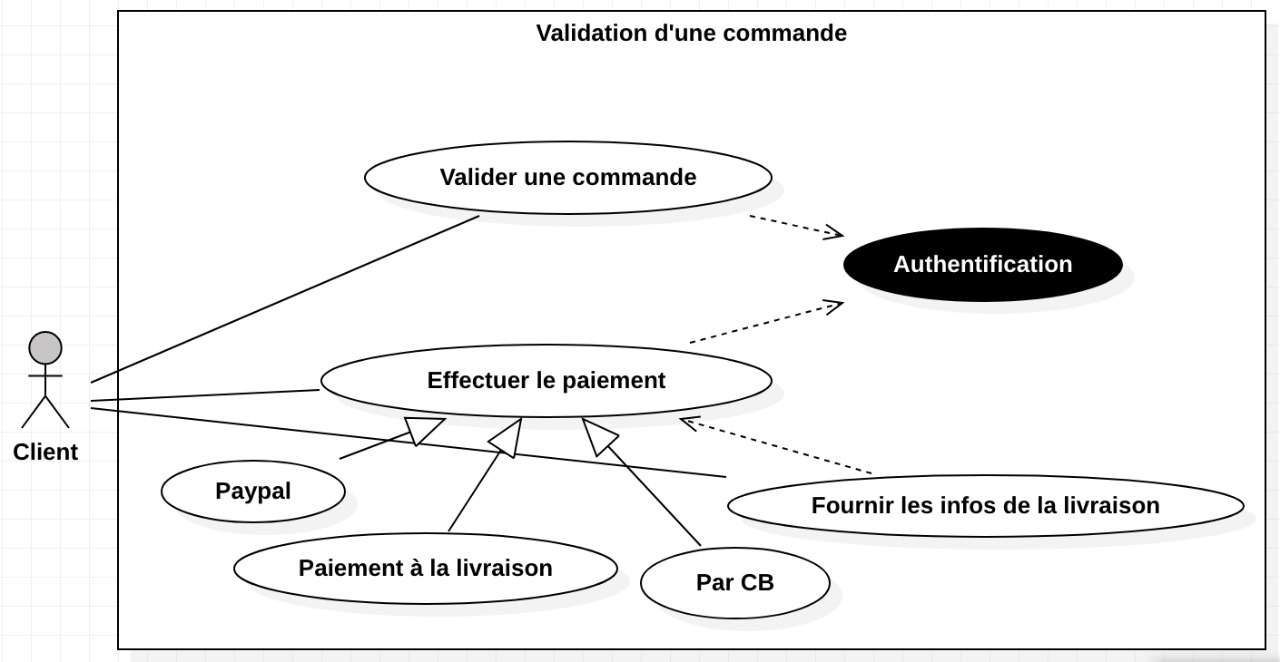 Validation d'une commande
Valider une commande
Authentification
Effectuer le paiement
Client
Paypal
Fournir les infos de la livraison
Paiement à la livraison
Par CB